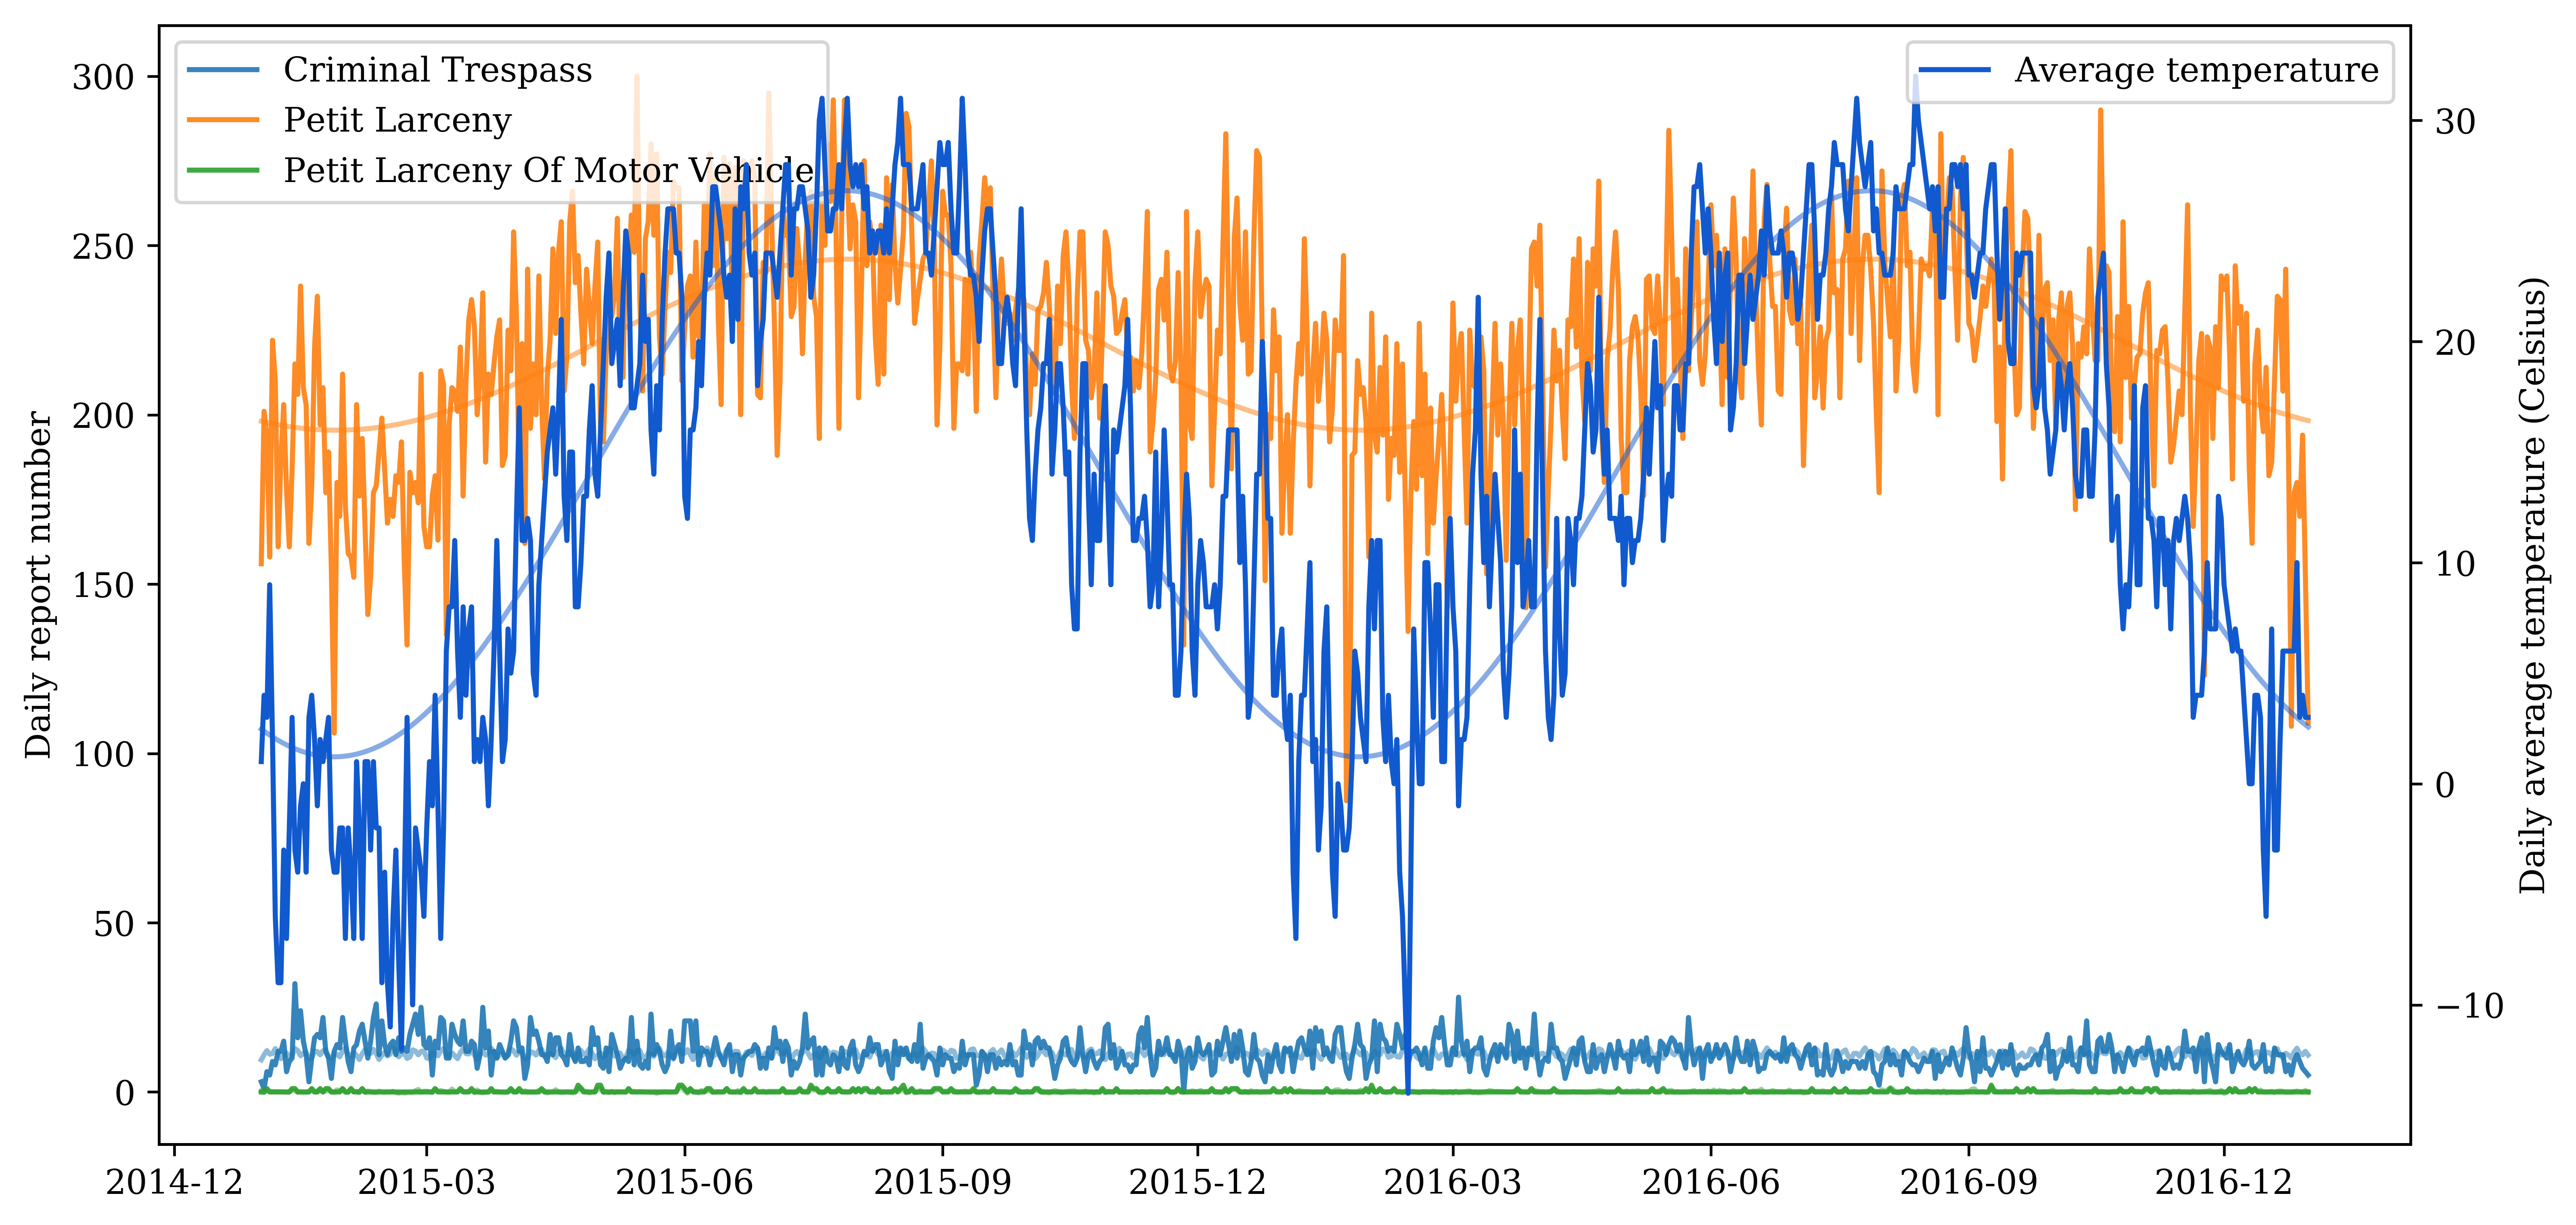 Criminal Trespass
Petit Larceny
Petit Larceny Of Motor Vehicle
Average temperature
300
250
200
150
100
50
0
Daily report number
30
20
10
0
−10
Daily average temperature (Celsius)
2014-12 2015-03 2015-06 2015-09 2015-12 2016-03 2016-06 2016-09 2016-12